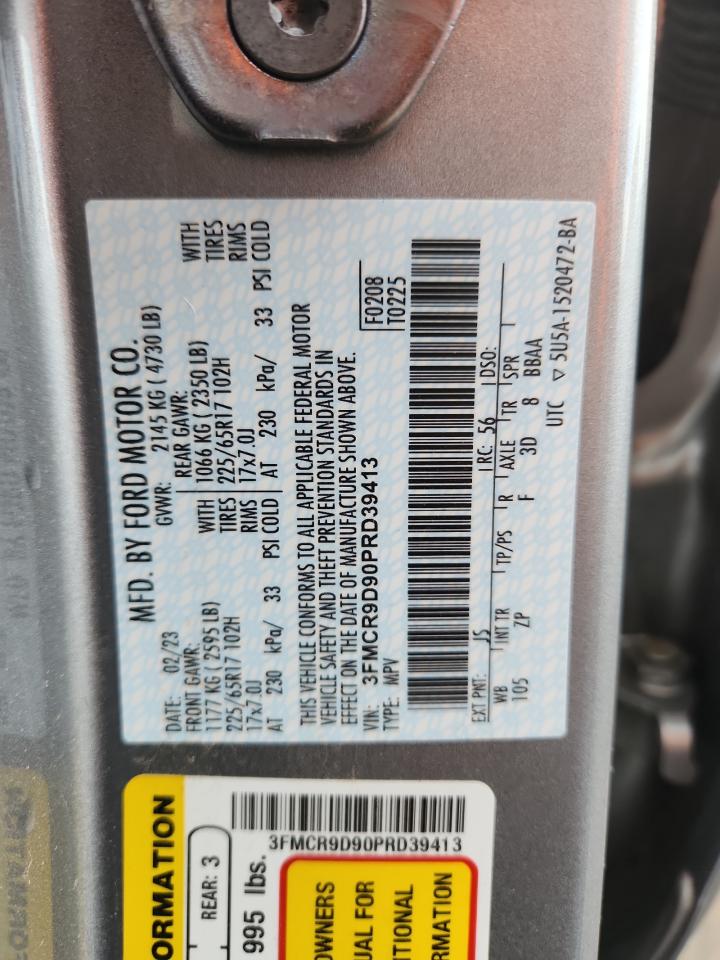 MFD. BY FORD MOTOR CO.
DATE: 02/23 GVWR: 2145 KG ( 4730 LB)
FRONT GAWR: REAR GAWR: WITH
1177 KG ( 2595 LB) WITH 1066 KG ( 2350 LB) TIRES
225/65R17 102H TIRES 225/65R17 102H RIMS
17x7.0J RIMS 17x7.0J
AT 230 kPa/ 33 PSI COLD AT 230 kPa/ 33 PSI COLD
THIS VEHICLE CONFORMS TO ALL APPLICABLE FEDERAL MOTOR
VEHICLE SAFETY AND THEFT PREVENTION STANDARDS IN
EFFECT ON THE DATE OF MANUFACTURE SHOWN ABOVE.
VIN: 3FMCR9D90PRD39413
TYPE: MPV
F0208
T0225
EXT PNT: JS RC: 56 DSO:
WB INT TR TP/PS R AXLE TR SPR
105 ZP F 3D 8 BBAA
UTC ▽ 5U5A-1520472-BA
ORMATION
REAR: 3
995 lbs.
3FMCR9D90PRD39413
OWNERS
UAL FOR
ITIONAL
RMATION